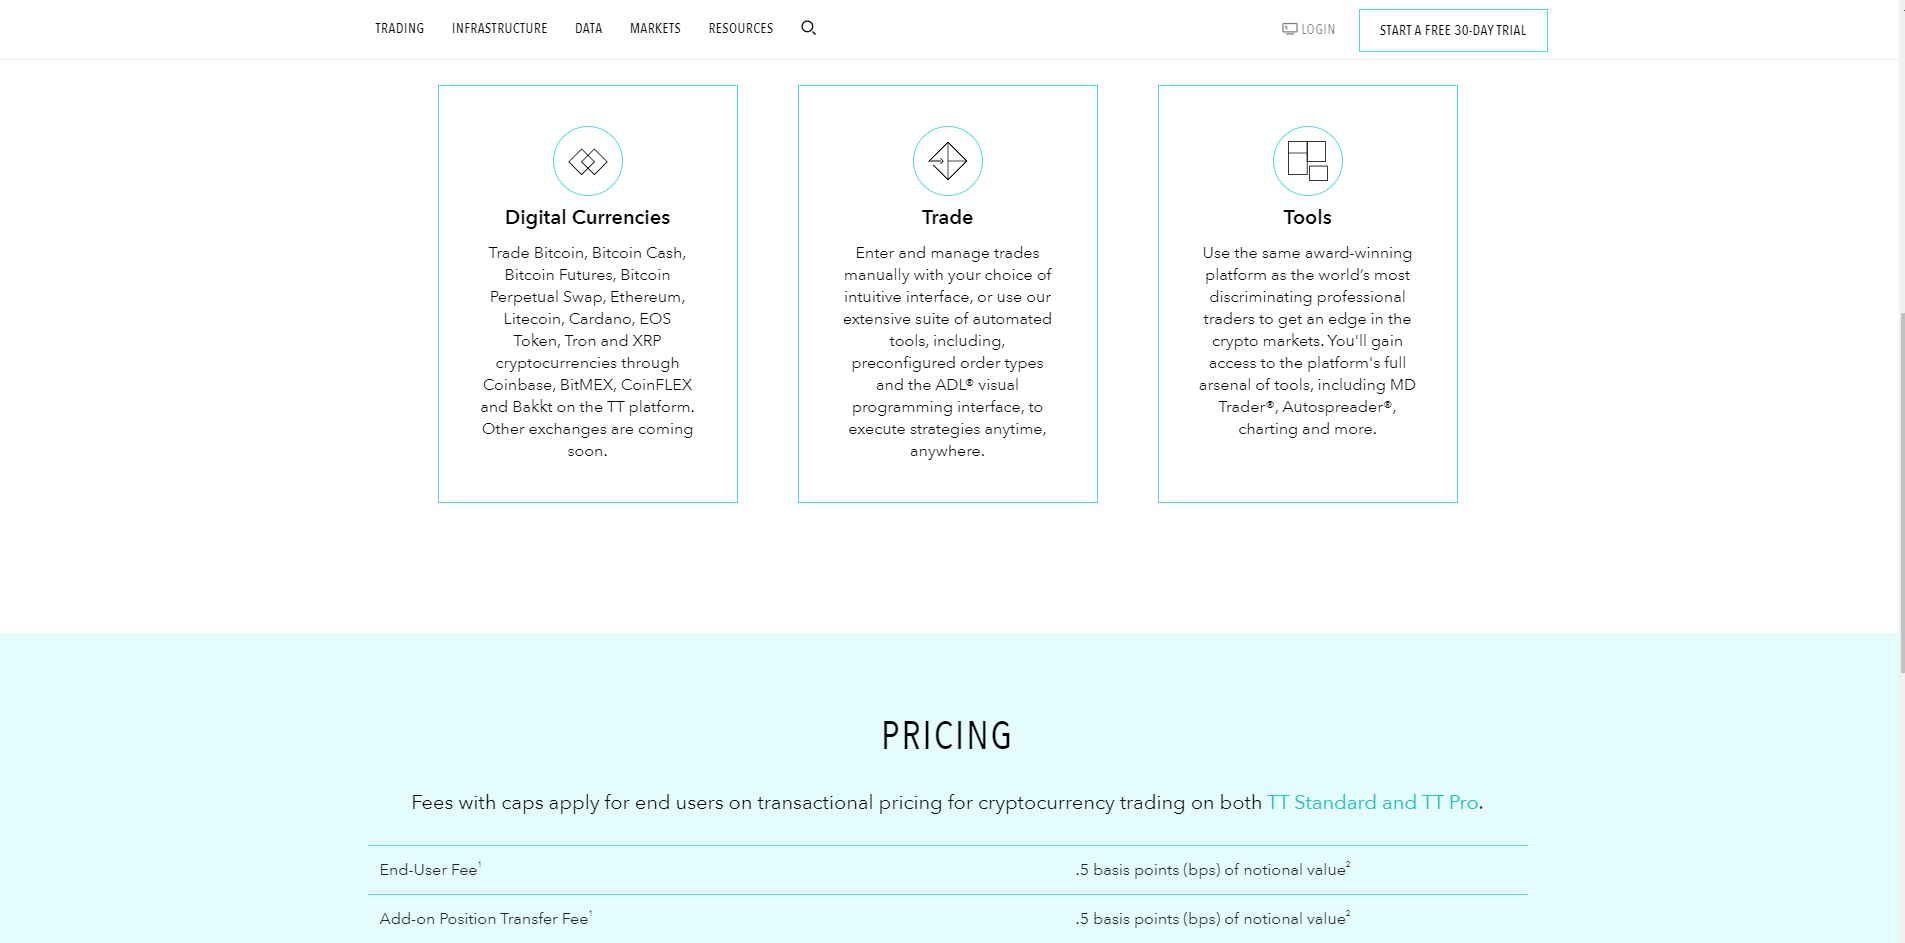 TRADING INFRASTRUCTURE DATA MARKETS RESOURCES LOGIN START A FREE 30-DAY TRIAL
Digital Currencies
Trade Bitcoin, Bitcoin Cash,
Bitcoin Futures, Bitcoin
Perpetual Swap, Ethereum,
Litecoin, Cardano, EOS
Token, Tron and XRP
cryptocurrencies through
Coinbase, BitMEX, CoinFLEX
and Bakkt on the TT platform.
Other exchanges are coming
soon.
Trade
Enter and manage trades
manually with your choice of
intuitive interface, or use our
extensive suite of automated
tools, including,
preconfigured order types
and the ADL® visual
programming interface, to
execute strategies anytime,
anywhere.
Tools
Use the same award-winning
platform as the world’s most
discriminating professional
traders to get an edge in the
crypto markets. You'll gain
access to the platform's full
arsenal of tools, including MD
Trader®, Autospreader®,
charting and more.
PRICING
Fees with caps apply for end users on transactional pricing for cryptocurrency trading on both TT Standard and TT Pro.
End-User Fee¹ .5 basis points (bps) of notional value²
Add-on Position Transfer Fee¹ .5 basis points (bps) of notional value²